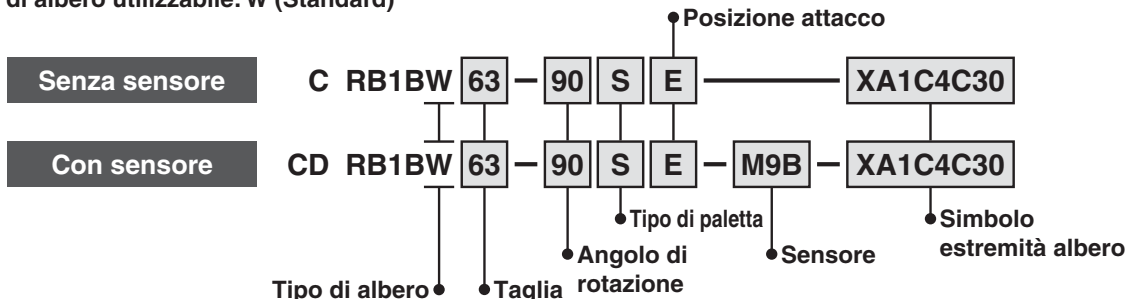 di albero utilizzabile: W (Standard)
Posizione attacco
Senza sensore C RB1BW 63 – 90 S E — XA1C4C30
Con sensore CD RB1BW 63 – 90 S E – M9B – XA1C4C30
Tipo di paletta
Simbolo
estremità albero
Angolo di
rotazione
Sensore
Tipo di albero
Taglia